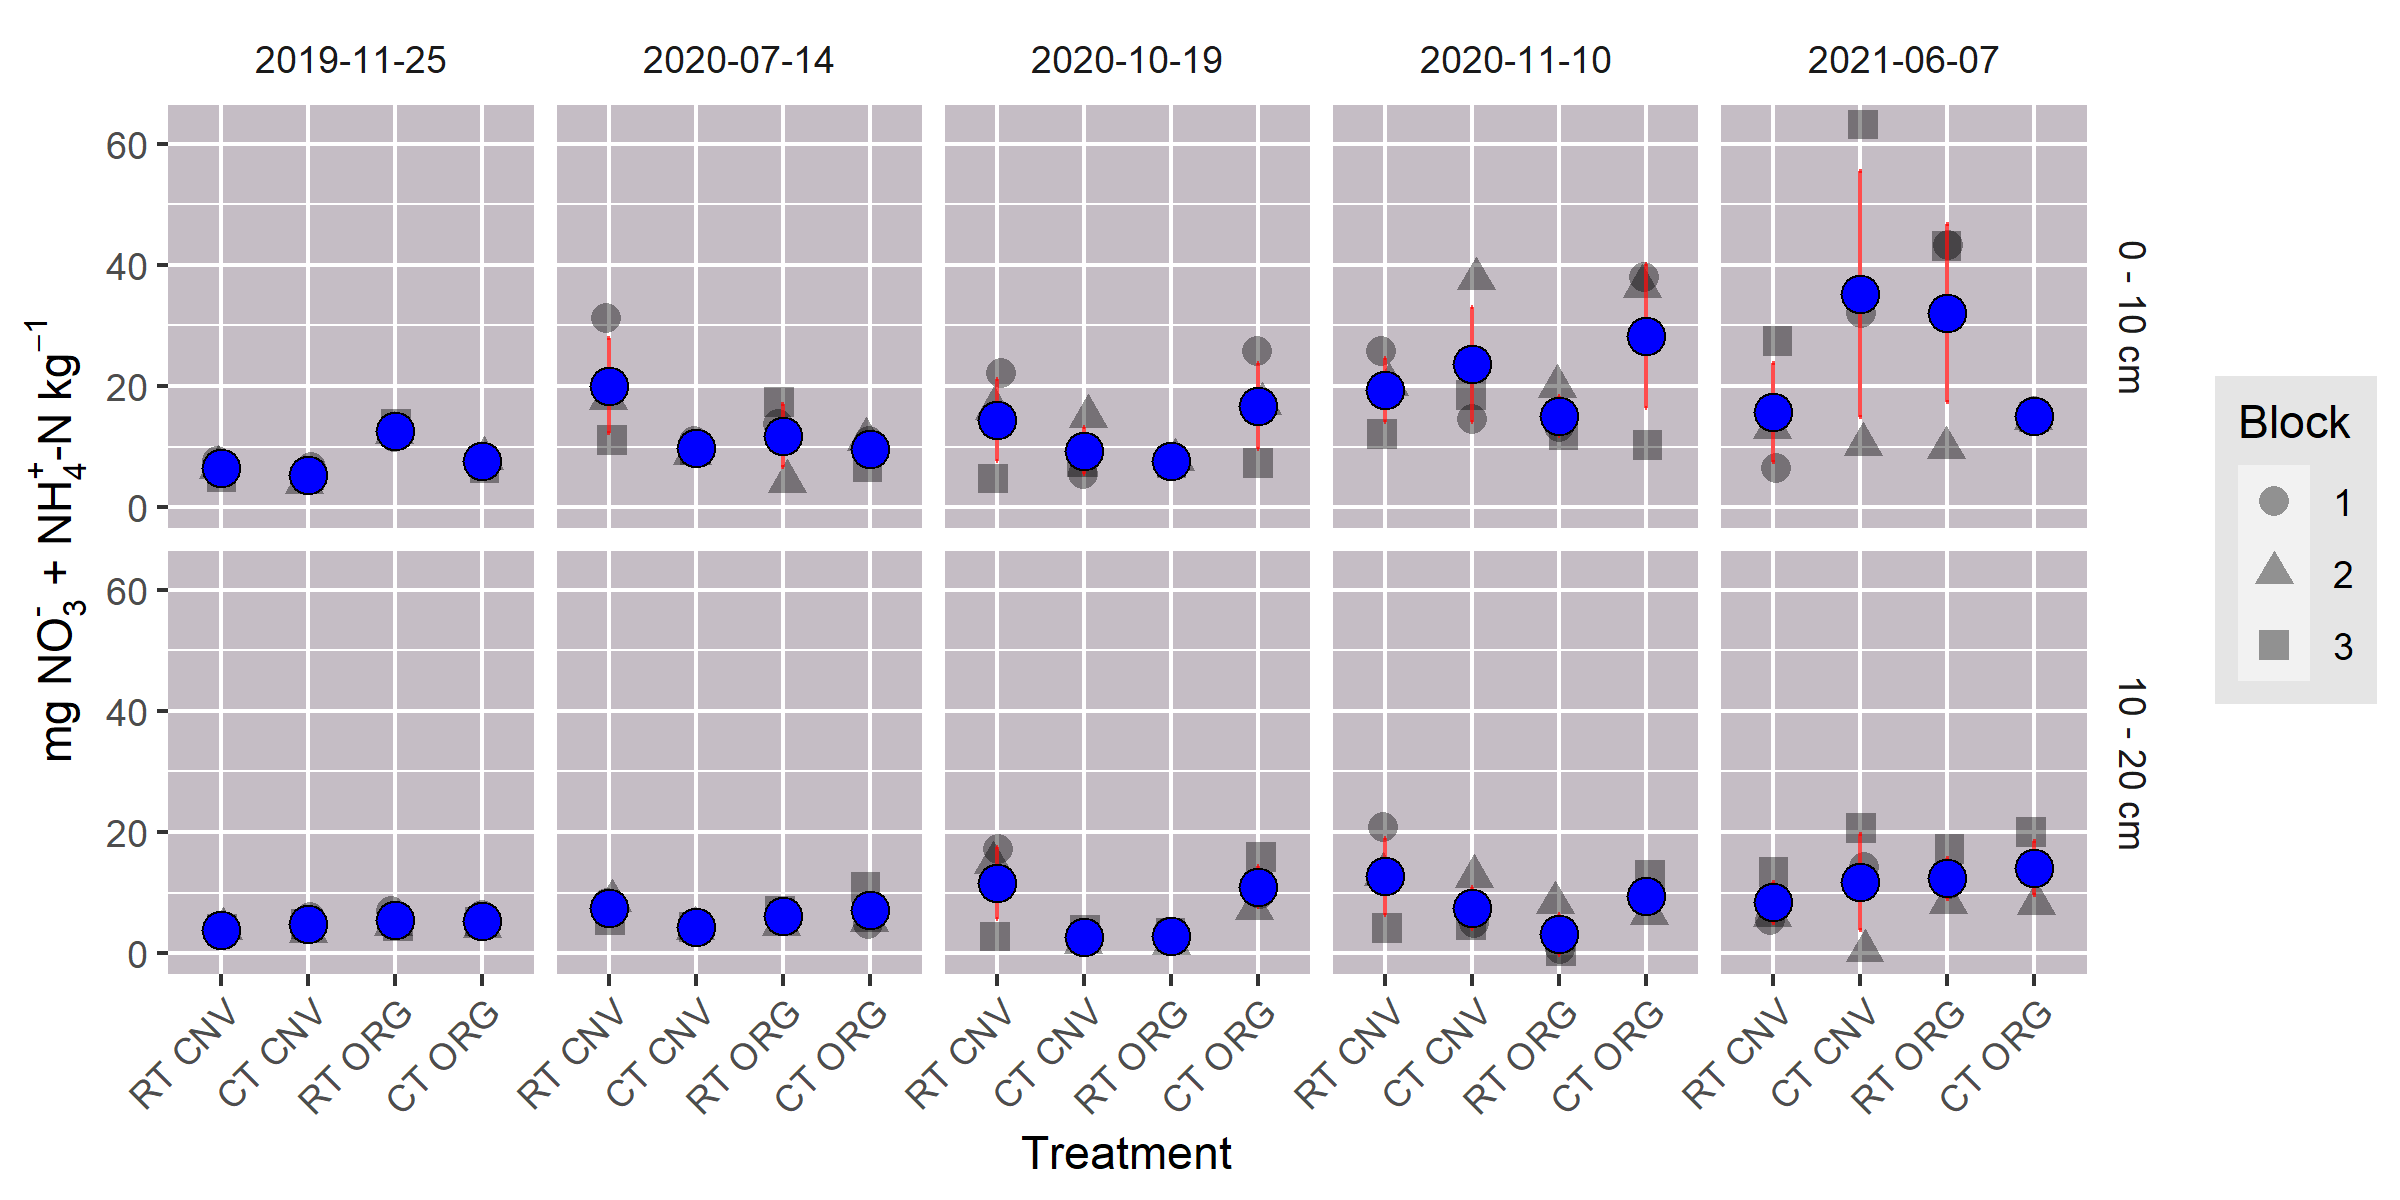 2019-11-25 2020-07-14 2020-10-19 2020-11-10 2021-06-07
60
40
20
0
0 - 10 cm
60
40
20
0
10 - 20 cm
mg NO₃⁻ + NH₄⁺-N kg⁻¹
RT CNV CT CNV RT ORG CT ORG RT CNV CT CNV RT ORG CT ORG RT CNV CT CNV RT ORG CT ORG RT CNV CT CNV RT ORG CT ORG RT CNV CT CNV RT ORG CT ORG
Treatment
Block
1
2
3